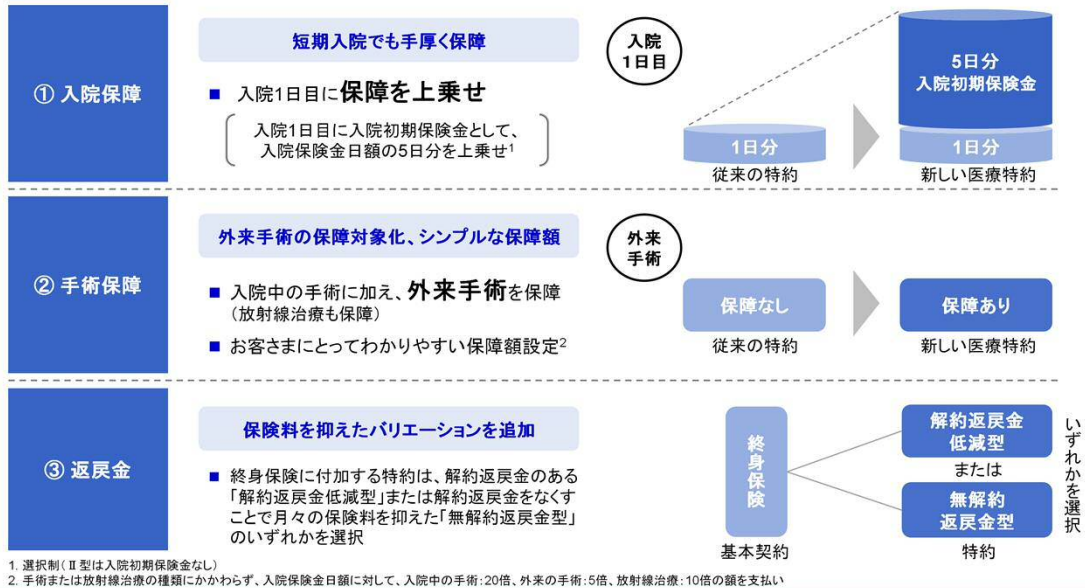 ① 入院保障
短期入院でも手厚く保障
■ 入院1日目に保障を上乗せ
入院1日目に入院初期保険金として、
入院保険金日額の5日分を上乗せ1
入院
1日目
1日分
従来の特約
5日分
入院初期保険金
1日分
新しい医療特約
② 手術保障
外来手術の保障対象化、シンプルな保障額
■ 入院中の手術に加え、外来手術を保障
(放射線治療も保障)
■ お客さまにとってわかりやすい保障額設定2
外来
手術
保障なし
従来の特約
保障あり
新しい医療特約
③ 返戻金
保険料を抑えたバリエーションを追加
■ 終身保険に付加する特約は、解約返戻金のある
「解約返戻金低減型」または解約返戻金をなくす
ことで月々の保険料を抑えた「無解約返戻金型」
のいずれかを選択
終身保険
基本契約
解約返戻金
低減型
または
無解約
返戻金型
特約
いずれかを選択
1. 選択制(Ⅱ型は入院初期保険金なし)
2. 手術または放射線治療の種類にかかわらず、入院保険金日額に対して、入院中の手術:20倍、外来の手術:5倍、放射線治療:10倍の額を支払い